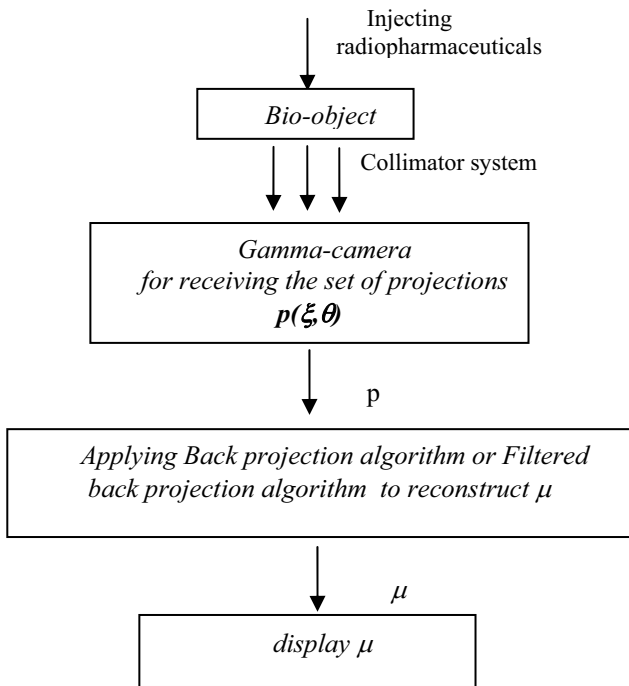 Injecting
radiopharmaceuticals
Bio-object
Collimator system
Gamma-camera
for receiving the set of projections
p(ξ,θ)
p
Applying Back projection algorithm or Filtered
back projection algorithm to reconstruct μ
μ
display μ